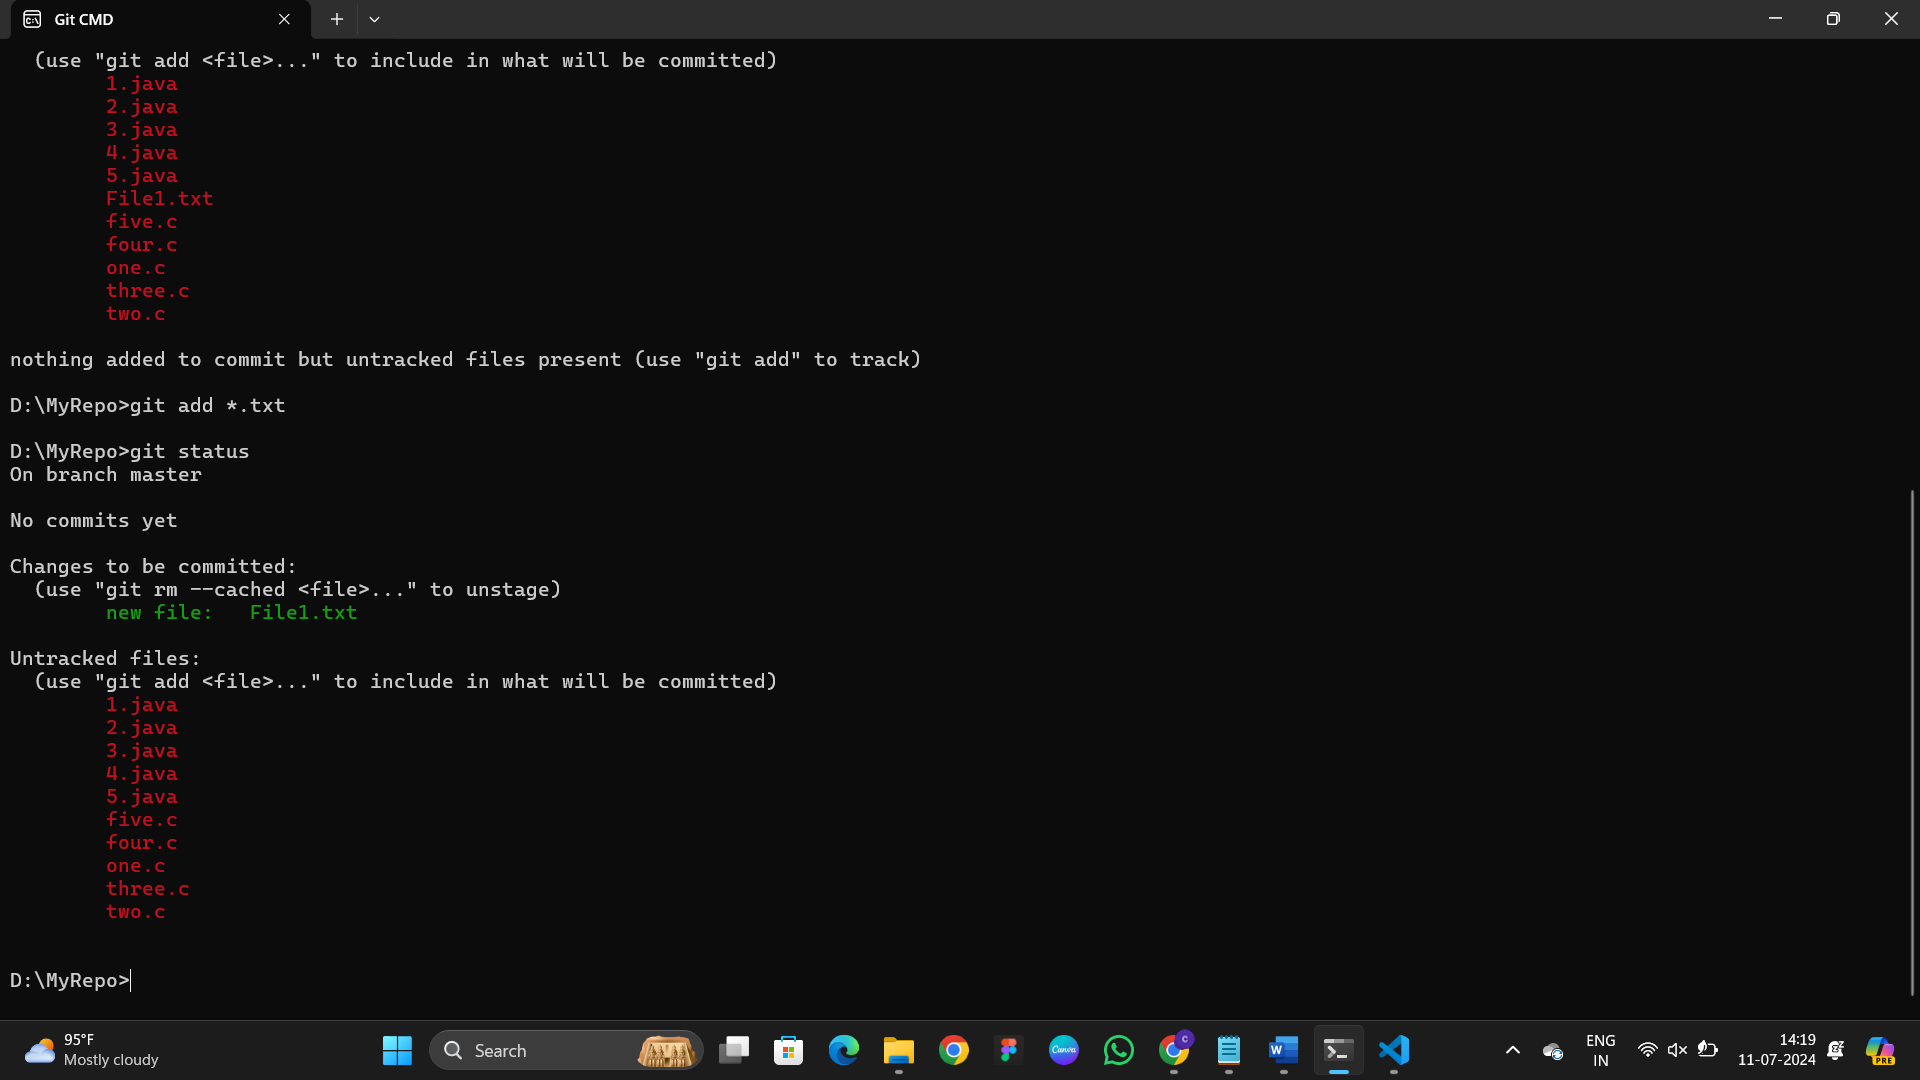 Git CMD
(use "git add <file>..." to include in what will be committed)
1.java
2.java
3.java
4.java
5.java
File1.txt
five.c
four.c
one.c
three.c
two.c
nothing added to commit but untracked files present (use "git add" to track)
D:\MyRepo>git add *.txt
D:\MyRepo>git status
On branch master
No commits yet
Changes to be committed:
(use "git rm --cached <file>..." to unstage)
new file:   File1.txt
Untracked files:
(use "git add <file>..." to include in what will be committed)
1.java
2.java
3.java
4.java
5.java
five.c
four.c
one.c
three.c
two.c
D:\MyRepo>
95°F
Mostly cloudy
Search
Canva
C
W
PRE
ENG
IN
14:19
11-07-2024